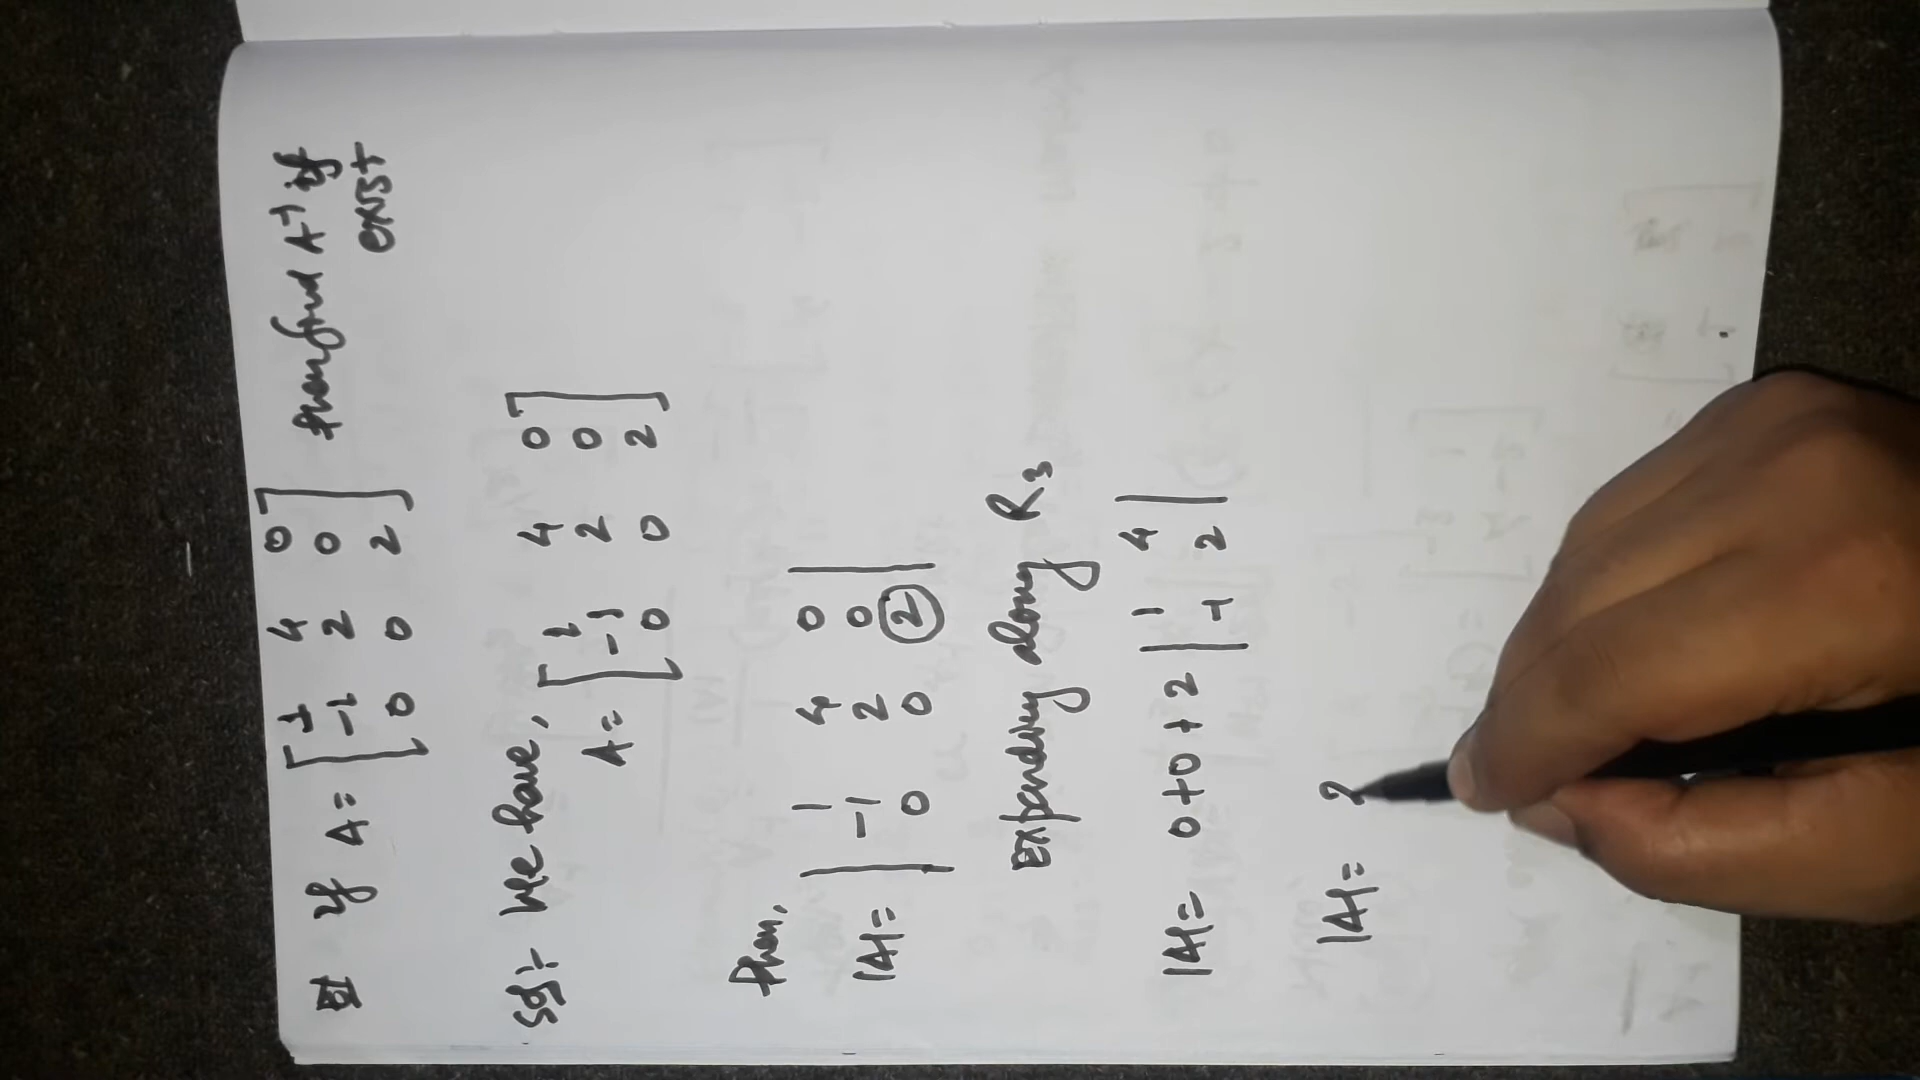 If A = [ 1 4 0 ] then find A⁻¹ if
-1 2 0 exist
0 0 2
Sol:- We have,
A = [ 1 4 0 ]
-1 2 0
0 0 2
then,
|A| = | 1 4 0 |
-1 2 0
0 0 2
Expanding along R₃
|A| = 0+0+2 | 1 4 |
-1 2
|A| = 2